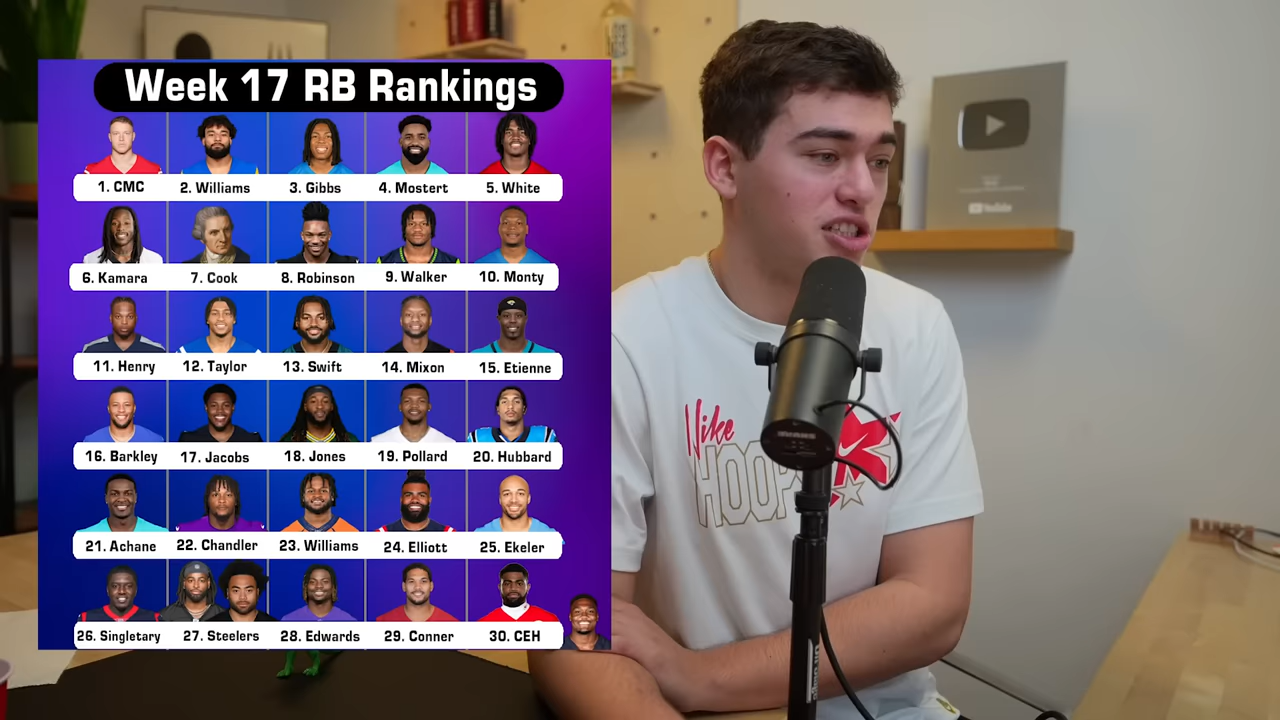 Week 17 RB Rankings
1. CMC
2. Williams
3. Gibbs
4. Mostert
5. White
6. Kamara
7. Cook
8. Robinson
9. Walker
10. Monty
11. Henry
12. Taylor
13. Swift
14. Mixon
15. Etienne
16. Barkley
17. Jacobs
18. Jones
19. Pollard
20. Hubbard
21. Achane
22. Chandler
23. Williams
24. Elliott
25. Ekeler
26. Singletary
27. Steelers
28. Edwards
29. Conner
30. CEH
Nike
HOOP
YouTube